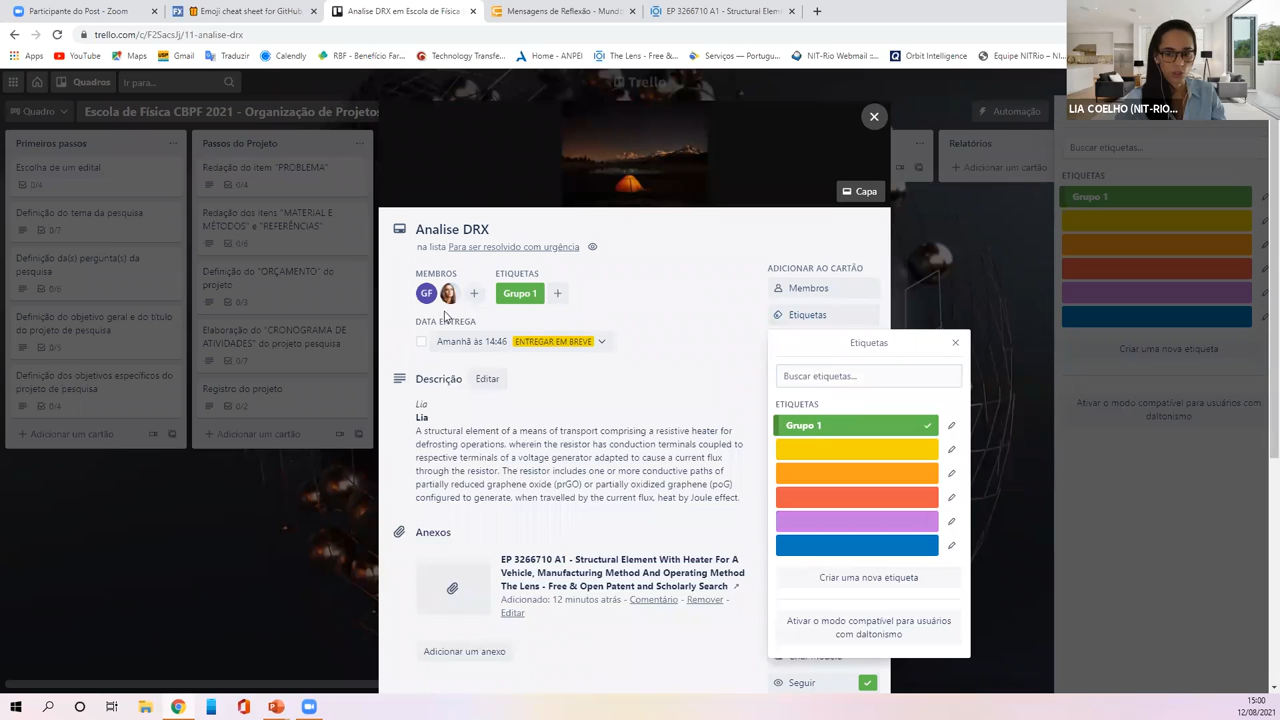 Participante do Post - Zoom
Emoji cheat sheet for GitHub,
Analise DRX em Escola de Física
Mensagens de Reflexão - Mund
EP 3266710 A1 - Structural Elem
trello.com/c/F2SacsJj/11-analise-drx
YouTube
Maps
Gmail
Traduzir
Calendly
RBF - Benefício Far...
Technology Transfe...
Home - ANPEI
The Lens - Free &...
Serviços — Portugu...
NIT-Rio Webmail ::...
Orbit Intelligence
Equipe NITRio – NI...
LIA COELHO (NIT-RIO...
Quadros
Ir para...
Trello
Quadro
Escola de Física CBPF 2021 - Organização de Projetos
Automação
Primeiros passos
Escolha de um edital
0/4
Definição do tema da pesquisa
0/7
Definição da(s) pergunta(s) da
pesquisa
0/6
Definição do objetivo geral e do título
do projeto de pesquisa
0/5
Definição dos objetivos específicos do
projeto de pesquisa
0/4
+ Adicionar um cartão
Passos do Projeto
Redação do item "PROBLEMA"
0/4
Redação dos itens "MATERIAL E
MÉTODOS" e "REFERÊNCIAS"
0/4
Definição do "ORÇAMENTO" do
projeto
0/3
Elaboração do "CRONOGRAMA DE
ATIVIDADES" do projeto
0/3
Registro do projeto
0/2
+ Adicionar um cartão
Capa
Analise DRX
na lista Para ser resolvido com urgência
MEMBROS
GF
ETIQUETAS
Grupo 1
DATA ENTREGA
Amanhã às 14:46 ENTREGAR EM BREVE
Descrição
Editar
Lia
Lia
A structural element of a means of transport comprising a resistive heater for
defrosting operations, wherein the resistor has conduction terminals coupled to
respective terminals of a voltage generator adapted to cause a current flux
through the resistor. The resistor includes one or more conductive paths of
partially reduced graphene oxide (prGO) or partially oxidized graphene (poG)
configured to generate, when travelled by the current flux, heat by Joule effect.
Anexos
EP 3266710 A1 - Structural Element With Heater For A
Vehicle, Manufacturing Method And Operating Method
The Lens - Free & Open Patent and Scholarly Search
Adicionado: 12 minutos atrás - Comentário - Remover -
Editar
Adicionar um anexo
ADICIONAR AO CARTÃO
Membros
Etiquetas
Etiquetas
Buscar etiquetas...
ETIQUETAS
Grupo 1
Criar uma nova etiqueta
Ativar o modo compatível para usuários
com daltonismo
Seguir
Relatórios
+ Adicionar um cartão
Buscar etiquetas...
ETIQUETAS
Grupo 1
Criar uma nova etiqueta
Ativar o modo compatível para usuários com
daltonismo
15:00
12/08/2021